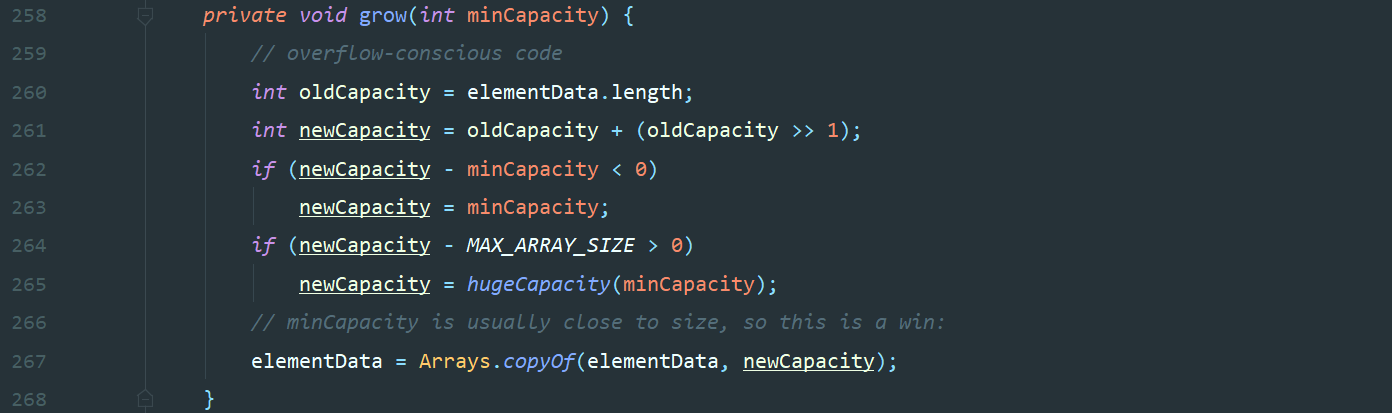 258 private void grow(int minCapacity) {
259 // overflow-conscious code
260 int oldCapacity = elementData.length;
261 int newCapacity = oldCapacity + (oldCapacity >> 1);
262 if (newCapacity - minCapacity < 0)
263 newCapacity = minCapacity;
264 if (newCapacity - MAX_ARRAY_SIZE > 0)
265 newCapacity = hugeCapacity(minCapacity);
266 // minCapacity is usually close to size, so this is a win:
267 elementData = Arrays.copyOf(elementData, newCapacity);
268 }